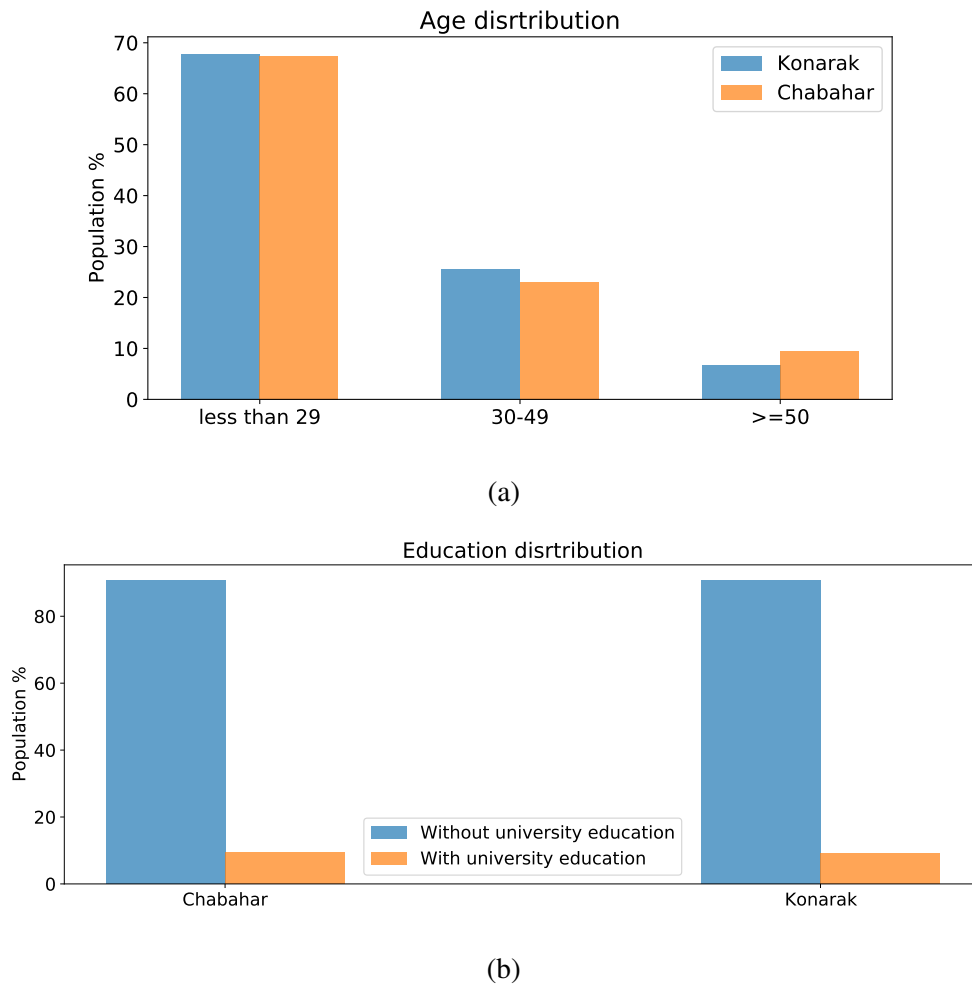 Age disrtribution
Population %
70
60
50
40
30
20
10
0
Konarak
Chabahar
less than 29
30-49
>=50
(a)
Education disrtribution
Population %
80
60
40
20
0
Without university education
With university education
Chabahar
Konarak
(b)